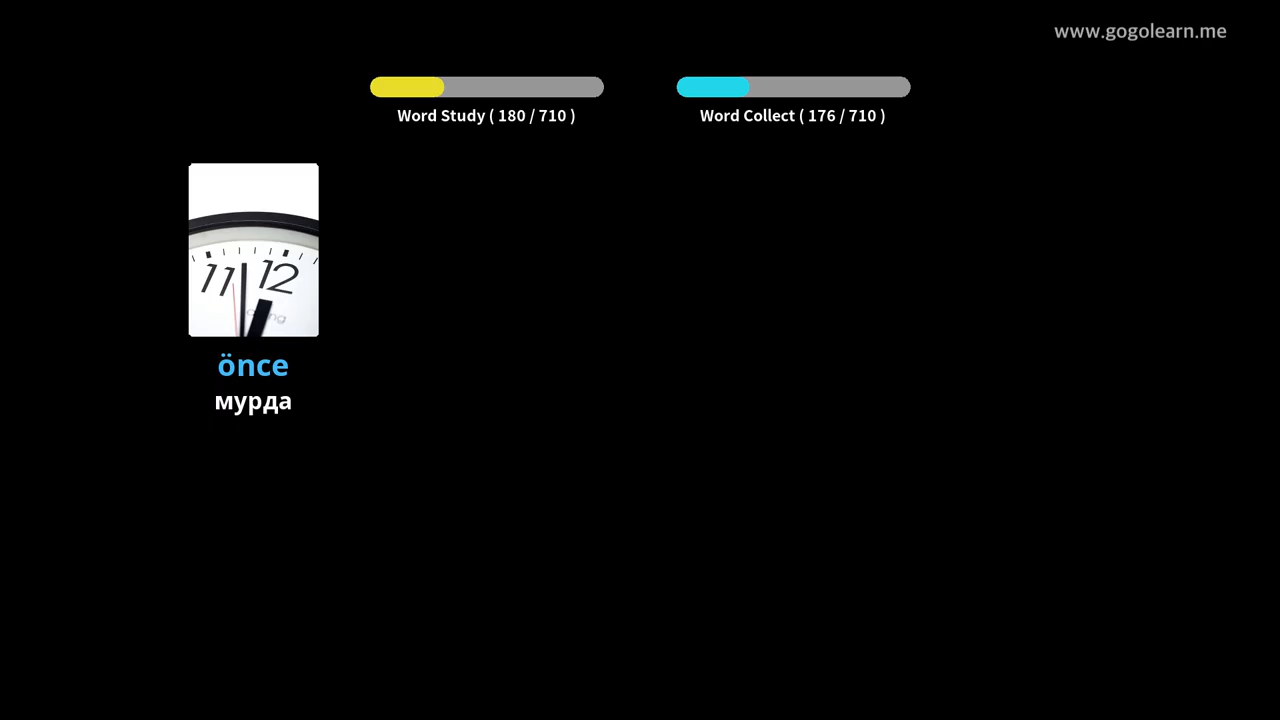 www.gogolearn.me
Word Study ( 180 / 710 )
Word Collect ( 176 / 710 )
11 12
önce
мурда